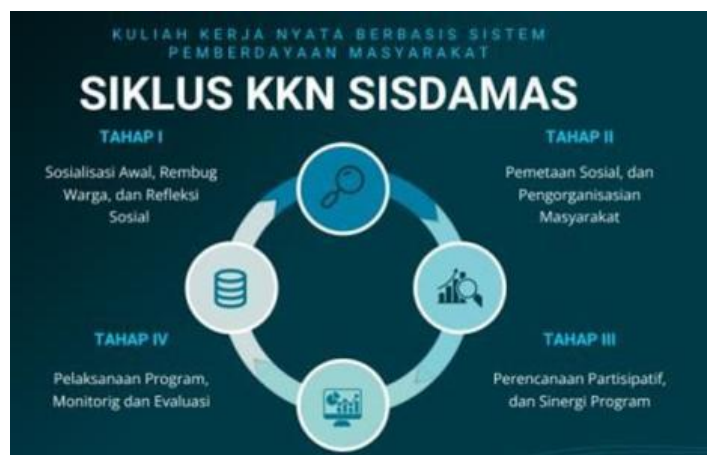 KULIAH KERJA NYATA BERBASIS SISTEM
PEMBERDAYAAN MASYARAKAT
SIKLUS KKN SISDAMAS
TAHAP I
Sosialisasi Awal, Rembug
Warga, dan Refleksi
Sosial
TAHAP II
Pemetaan Sosial, dan
Pengorganisasian
Masyarakat
TAHAP IV
Pelaksanaan Program,
Monitorig dan Evaluasi
TAHAP III
Perencanaan Partisipatif,
dan Sinergi Program